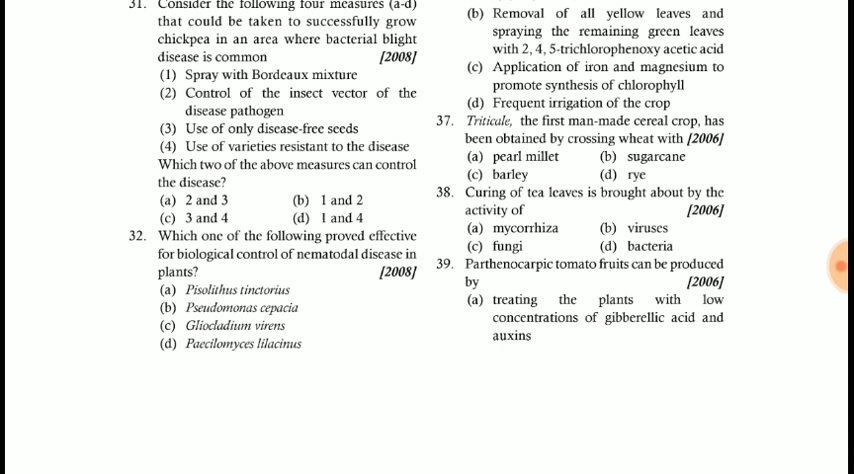 31. Consider the following four measures (a-d)
that could be taken to successfully grow
chickpea in an area where bacterial blight
disease is common [2008]
(1) Spray with Bordeaux mixture
(2) Control of the insect vector of the
disease pathogen
(3) Use of only disease-free seeds
(4) Use of varieties resistant to the disease
Which two of the above measures can control
the disease?
(a) 2 and 3 (b) 1 and 2
(c) 3 and 4 (d) 1 and 4
32. Which one of the following proved effective
for biological control of nematodal disease in
plants? [2008]
(a) Pisolithus tinctorius
(b) Pseudomonas cepacia
(c) Gliocladium virens
(d) Paecilomyces lilacinus
(b) Removal of all yellow leaves and
spraying the remaining green leaves
with 2, 4, 5-trichlorophenoxy acetic acid
(c) Application of iron and magnesium to
promote synthesis of chlorophyll
(d) Frequent irrigation of the crop
37. Triticale, the first man-made cereal crop, has
been obtained by crossing wheat with [2006]
(a) pearl millet (b) sugarcane
(c) barley (d) rye
38. Curing of tea leaves is brought about by the
activity of [2006]
(a) mycorrhiza (b) viruses
(c) fungi (d) bacteria
39. Parthenocarpic tomato fruits can be produced
by [2006]
(a) treating the plants with low
concentrations of gibberellic acid and
auxins